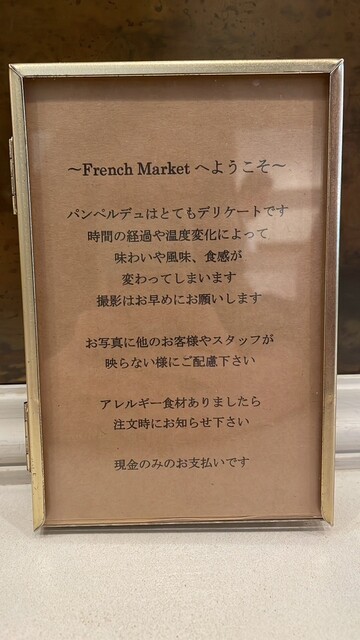 ～French Market へようこそ～
パンペルデュはとてもデリケートです
時間の経過や温度変化によって
味わいや風味、食感が
変わってしまいます
撮影はお早めにお願いします
お写真に他のお客様やスタッフが
映らない様にご配慮下さい
アレルギー食材ありましたら
注文時にお知らせ下さい
現金のみのお支払いです